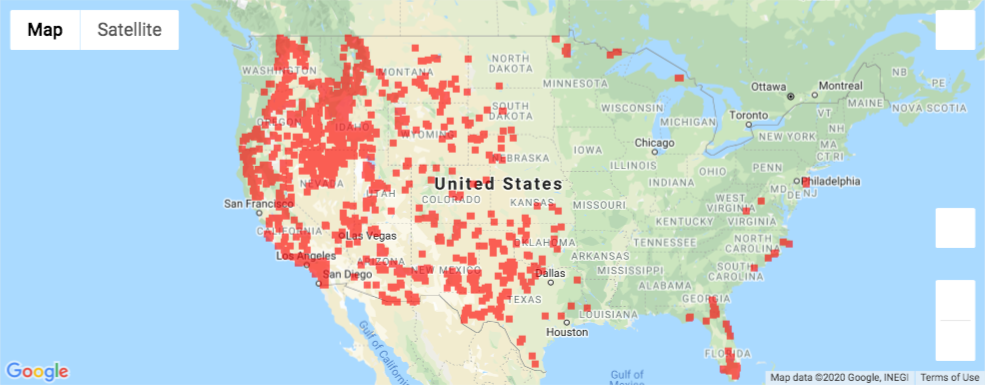 Map Satellite
NB
PE
WASHINGTON
MONTANA
NORTH
DAKOTA
MINNESOTA
Ottawa
Montreal
MAINE
NOVA SCOTIA
OREGON
IDAHO
WYOMING
SOUTH
DAKOTA
WISCONSIN
MICHIGAN
Toronto
VT
NH
NEW YORK
MA
CT RI
NEBRASKA
IOWA
Chicago
ILLINOIS
INDIANA
OHIO
PENN
Philadelphia
NEVADA
UTAH
COLORADO
United States
KANSAS
MISSOURI
WEST
VIRGINIA
MD
DE
NJ
San Francisco
KENTUCKY
VIRGINIA
CALIFORNIA
Las Vegas
OKLAHOMA
TENNESSEE
NORTH
CAROLINA
Los Angeles
ARIZONA
NEW MEXICO
ARKANSAS
San Diego
Dallas
MISSISSIPPI
SOUTH
CAROLINA
ALABAMA
TEXAS
GEORGIA
LOUISIANA
Houston
Gulf of
California
FLORIDA
Gulf of
Mexico
Google
Map data ©2020 Google, INEGI Terms of Use